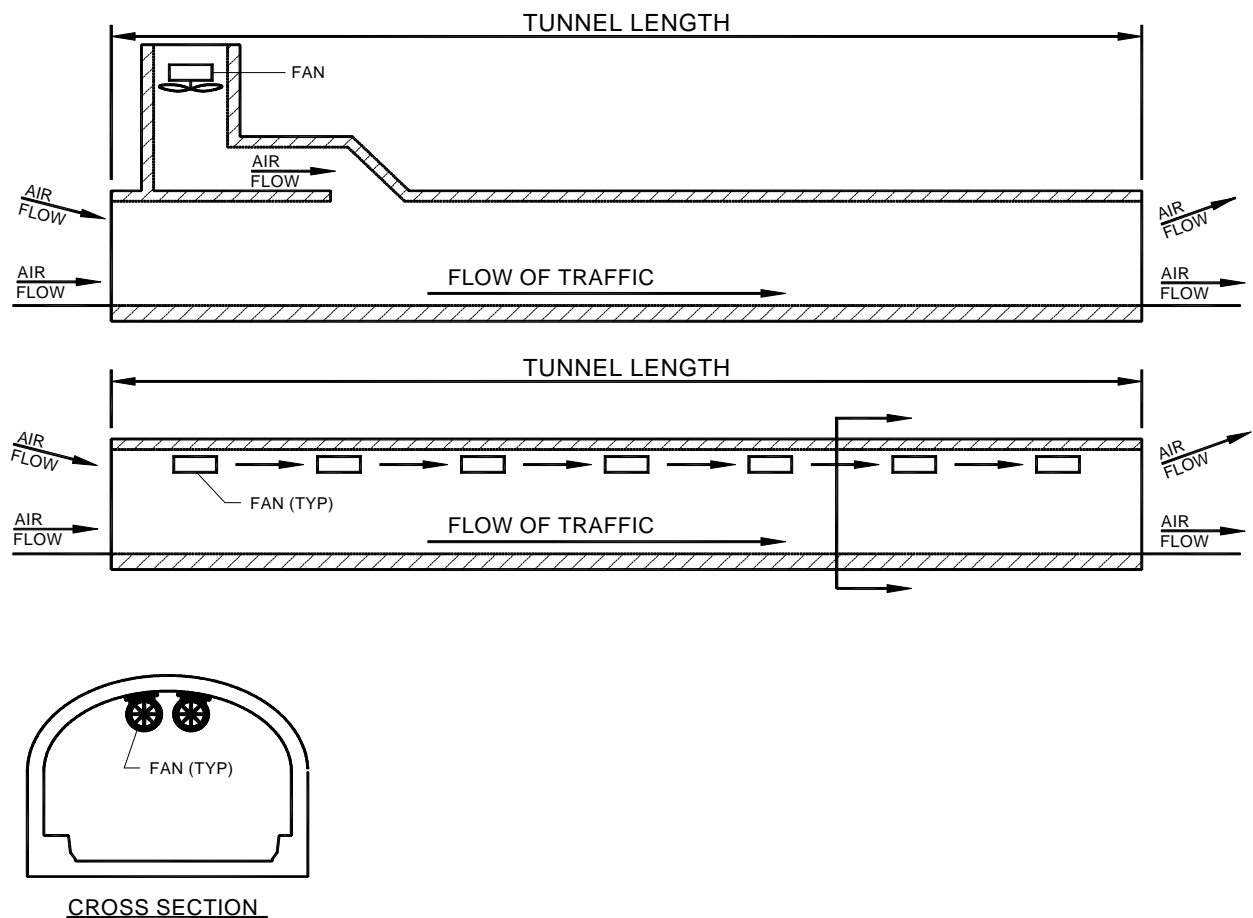 TUNNEL LENGTH
FAN
AIR
FLOW
AIR
FLOW
AIR
FLOW
AIR
FLOW
FLOW OF TRAFFIC
AIR
FLOW
TUNNEL LENGTH
AIR
FLOW
AIR
FLOW
FAN (TYP)
AIR
FLOW
FLOW OF TRAFFIC
AIR
FLOW
FAN (TYP)
CROSS SECTION